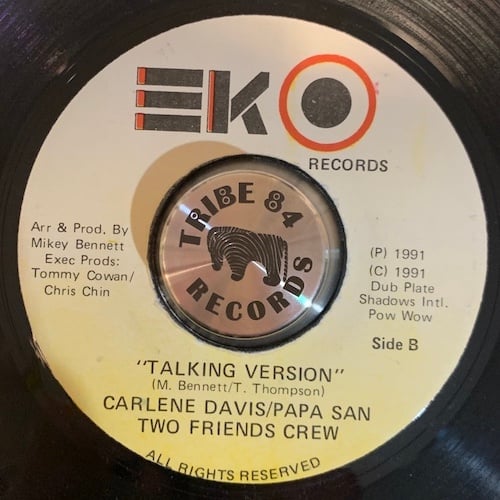 EKO
RECORDS
TRIBE 84
RECORDS
Arr & Prod. By
Mikey Bennett
Exec Prods:
Tommy Cowan/
Chris Chin
(P) 1991
(C) 1991
Dub Plate
Shadows Intl.
Pow Wow
Side B
"TALKING VERSION"
(M. Bennett/T. Thompson)
CARLENE DAVIS/PAPA SAN
TWO FRIENDS CREW
ALL RIGHTS RESERVED